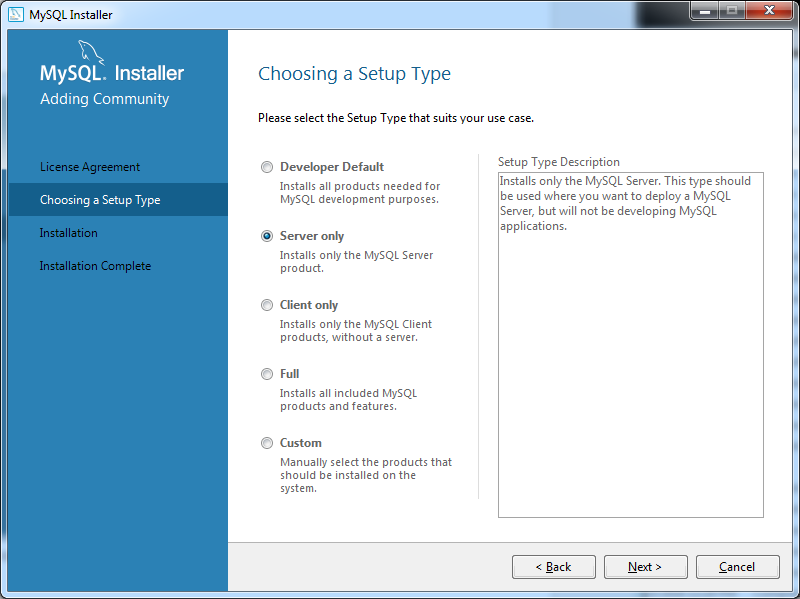 MySQL Installer
MySQL. Installer
Adding Community
License Agreement
Choosing a Setup Type
Installation
Installation Complete
Choosing a Setup Type
Please select the Setup Type that suits your use case.
Developer Default
Installs all products needed for
MySQL development purposes.
Server only
Installs only the MySQL Server
product.
Client only
Installs only the MySQL Client
products, without a server.
Full
Installs all included MySQL
products and features.
Custom
Manually select the products that
should be installed on the
system.
Setup Type Description
Installs only the MySQL Server. This type should
be used where you want to deploy a MySQL
Server, but will not be developing MySQL
applications.
< Back
Next >
Cancel